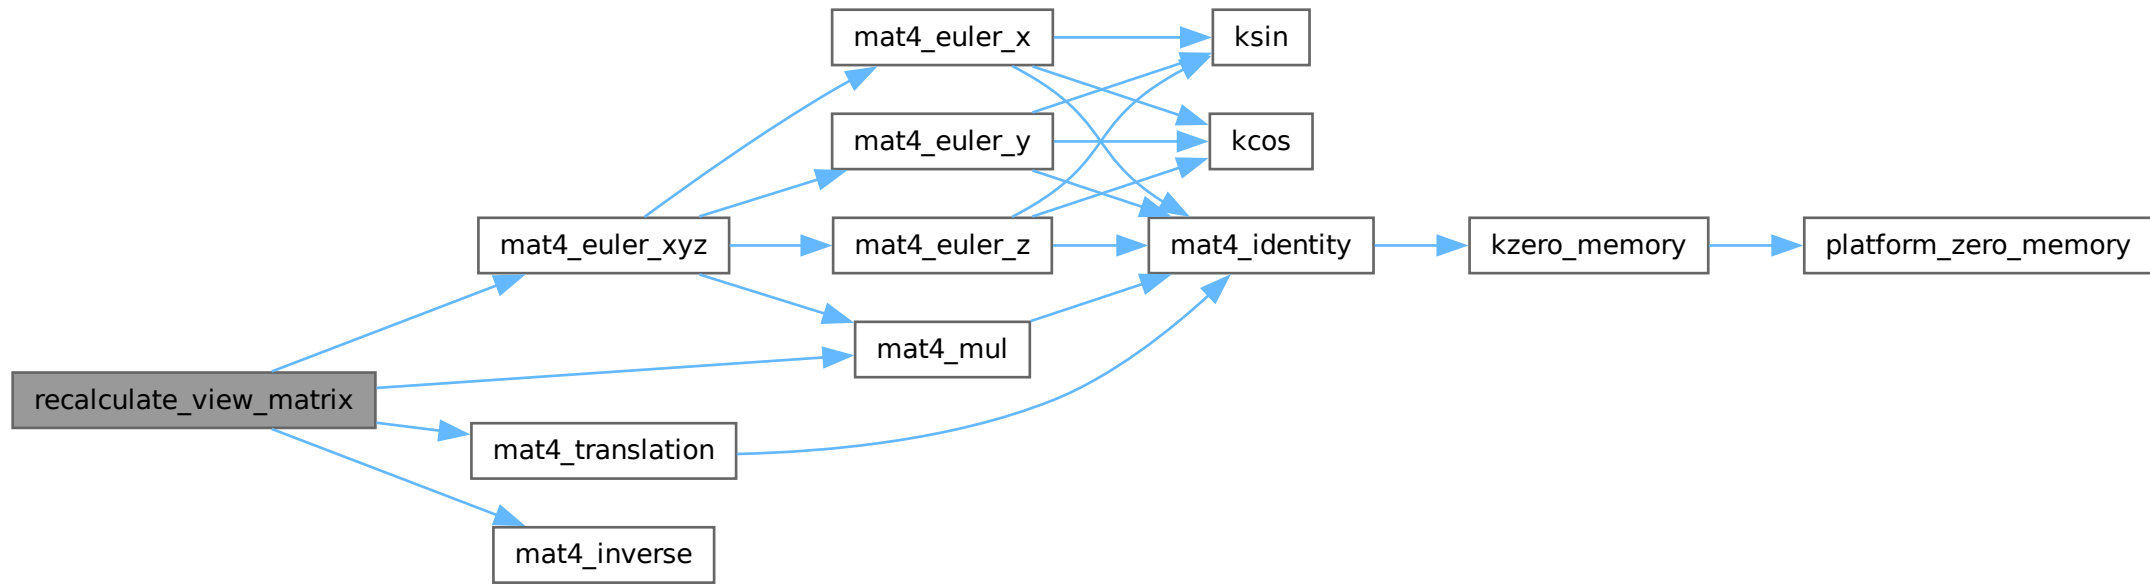 recalculate_view_matrix
mat4_euler_xyz
mat4_translation
mat4_inverse
mat4_euler_x
mat4_euler_y
mat4_euler_z
mat4_mul
ksin
kcos
mat4_identity
kzero_memory
platform_zero_memory